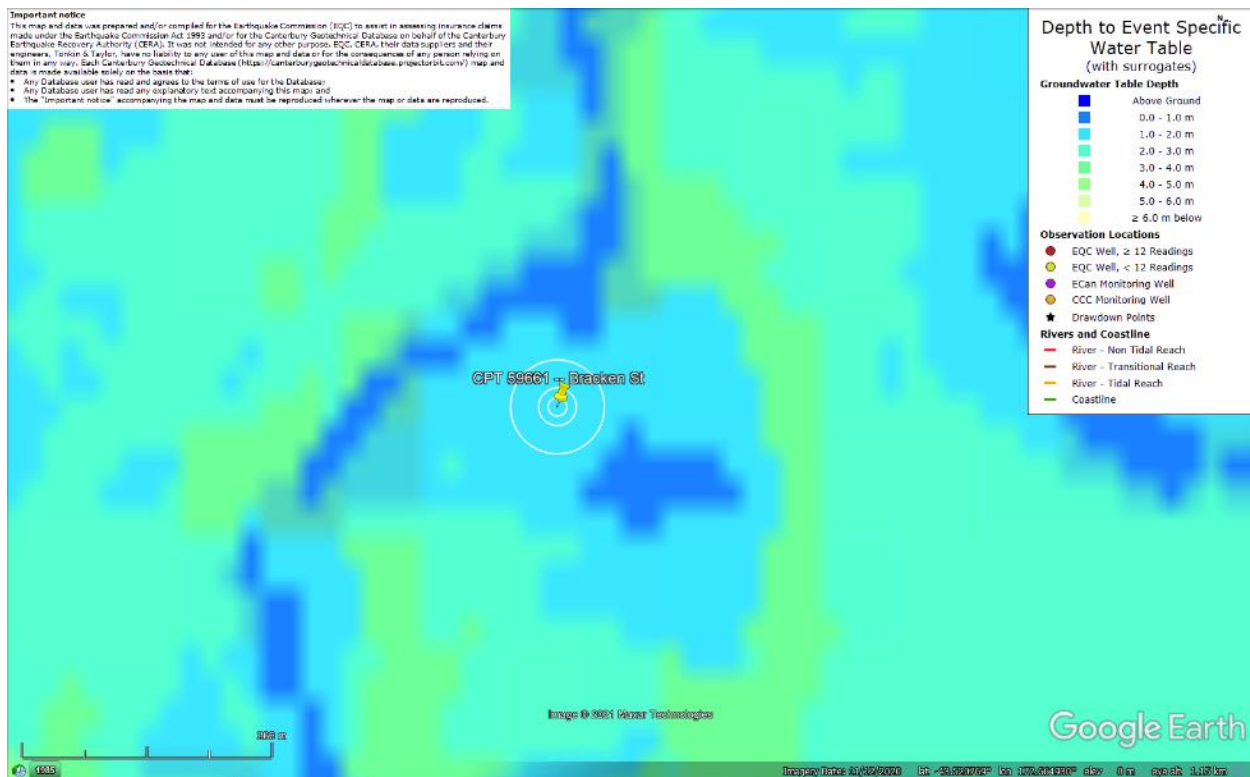 Important notice
This map and data was prepared and/or compiled for the Earthquake Commission (EQC) to assist in assessing insurance claims
made under the Earthquake Commission Act 1993 and/or for the Canterbury Geotechnical Database on behalf of the Canterbury
Earthquake Recovery Authority (CERA). It was not intended for any other purpose. EQC, CERA, their data suppliers and their
engineers, Tonkin & Taylor, have no liability to any user of this map and data or for the consequences of any person relying on
them in any way. Each Canterbury Geotechnical Database (https://canterburygeotechnicaldatabase.projectorbit.com/) map and
data is made available solely on the basis that:
• Any Database user has read and agrees to the terms of use for the Database;
• Any Database user has read any explanatory text accompanying this map; and
• The "Important notice" accompanying the map and data must be reproduced wherever the map or data are reproduced.
N
Depth to Event Specific
Water Table
(with surrogates)
Groundwater Table Depth
Above Ground
0.0 - 1.0 m
1.0 - 2.0 m
2.0 - 3.0 m
3.0 - 4.0 m
4.0 - 5.0 m
5.0 - 6.0 m
≥ 6.0 m below
Observation Locations
EQC Well, ≥ 12 Readings
EQC Well, < 12 Readings
ECan Monitoring Well
CCC Monitoring Well
Drawdown Points
Rivers and Coastline
River - Non Tidal Reach
River - Transitional Reach
River - Tidal Reach
Coastline
CPT 59661 -- Bracken St
Image © 2021 Maxar Technologies
Google Earth
1985
Imagery Date: lat lon elev 0 m eye alt 1.17 km